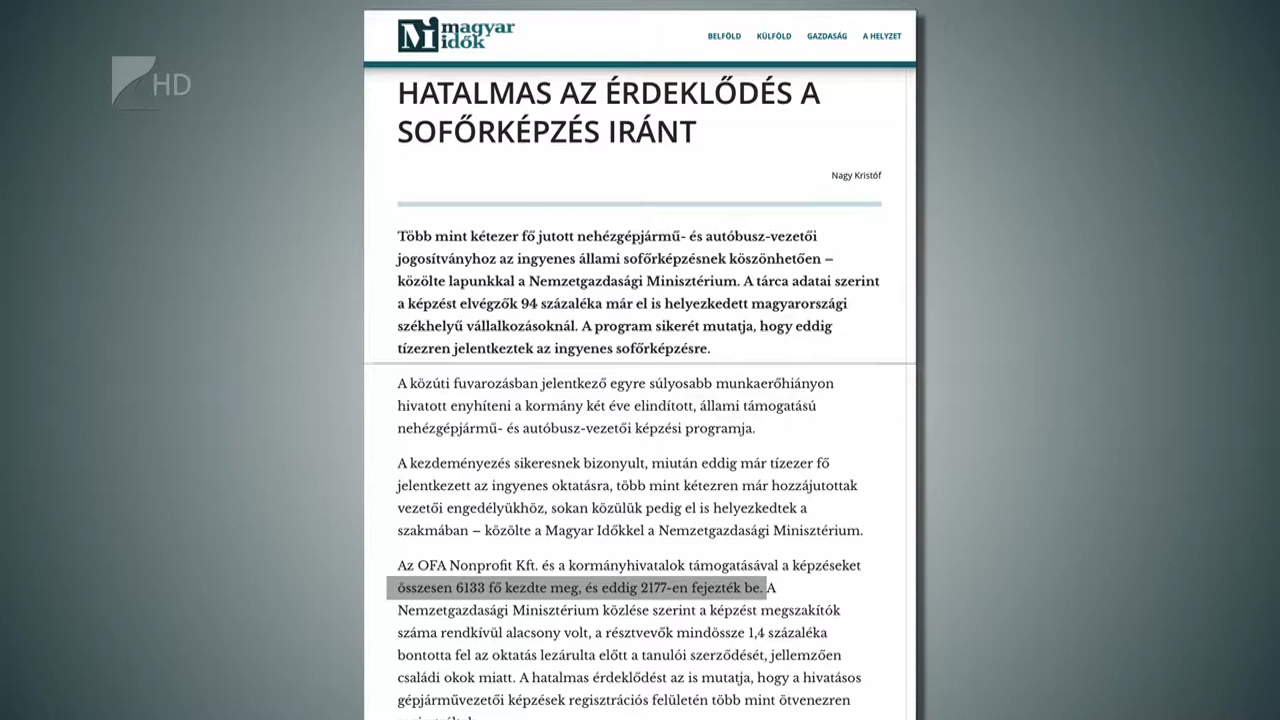 magyar
idők
BELFÖLD KÜLFÖLD GAZDASÁG A HELYZET
HD
HATALMAS AZ ÉRDEKLŐDÉS A
SOFŐRKÉPZÉS IRÁNT
Nagy Kristóf
Több mint kétezer fő jutott nehézgépjármű- és autóbusz-vezetői
jogosítványhoz az ingyenes állami sofőrképzésnek köszönhetően –
közölte lapunkkal a Nemzetgazdasági Minisztérium. A tárca adatai szerint
a képzést elvégzők 94 százaléka már el is helyezkedett magyarországi
székhelyű vállalkozásoknál. A program sikerét mutatja, hogy eddig
tízezren jelentkeztek az ingyenes sofőrképzésre.
A közúti fuvarozásban jelentkező egyre súlyosabb munkaerőhiányon
hivatott enyhíteni a kormány két éve elindított, állami támogatású
nehézgépjármű- és autóbusz-vezetői képzési programja.
A kezdeményezés sikeresnek bizonyult, miután eddig már tízezer fő
jelentkezett az ingyenes oktatásra, több mint kétezren már hozzájutottak
vezetői engedélyükhöz, sokan közülük pedig el is helyezkedtek a
szakmában – közölte a Magyar Időkkel a Nemzetgazdasági Minisztérium.
Az OFA Nonprofit Kft. és a kormányhivatalok támogatásával a képzéseket
összesen 6133 fő kezdte meg, és eddig 2177-en fejezték be. A
Nemzetgazdasági Minisztérium közlése szerint a képzést megszakítók
száma rendkívül alacsony volt, a résztvevők mindössze 1,4 százaléka
bontotta fel az oktatás lezárulta előtt a tanulói szerződését, jellemzően
családi okok miatt. A hatalmas érdeklődést az is mutatja, hogy a hivatásos
gépjárművezetői képzések regisztrációs felületén több mint ötvenezren